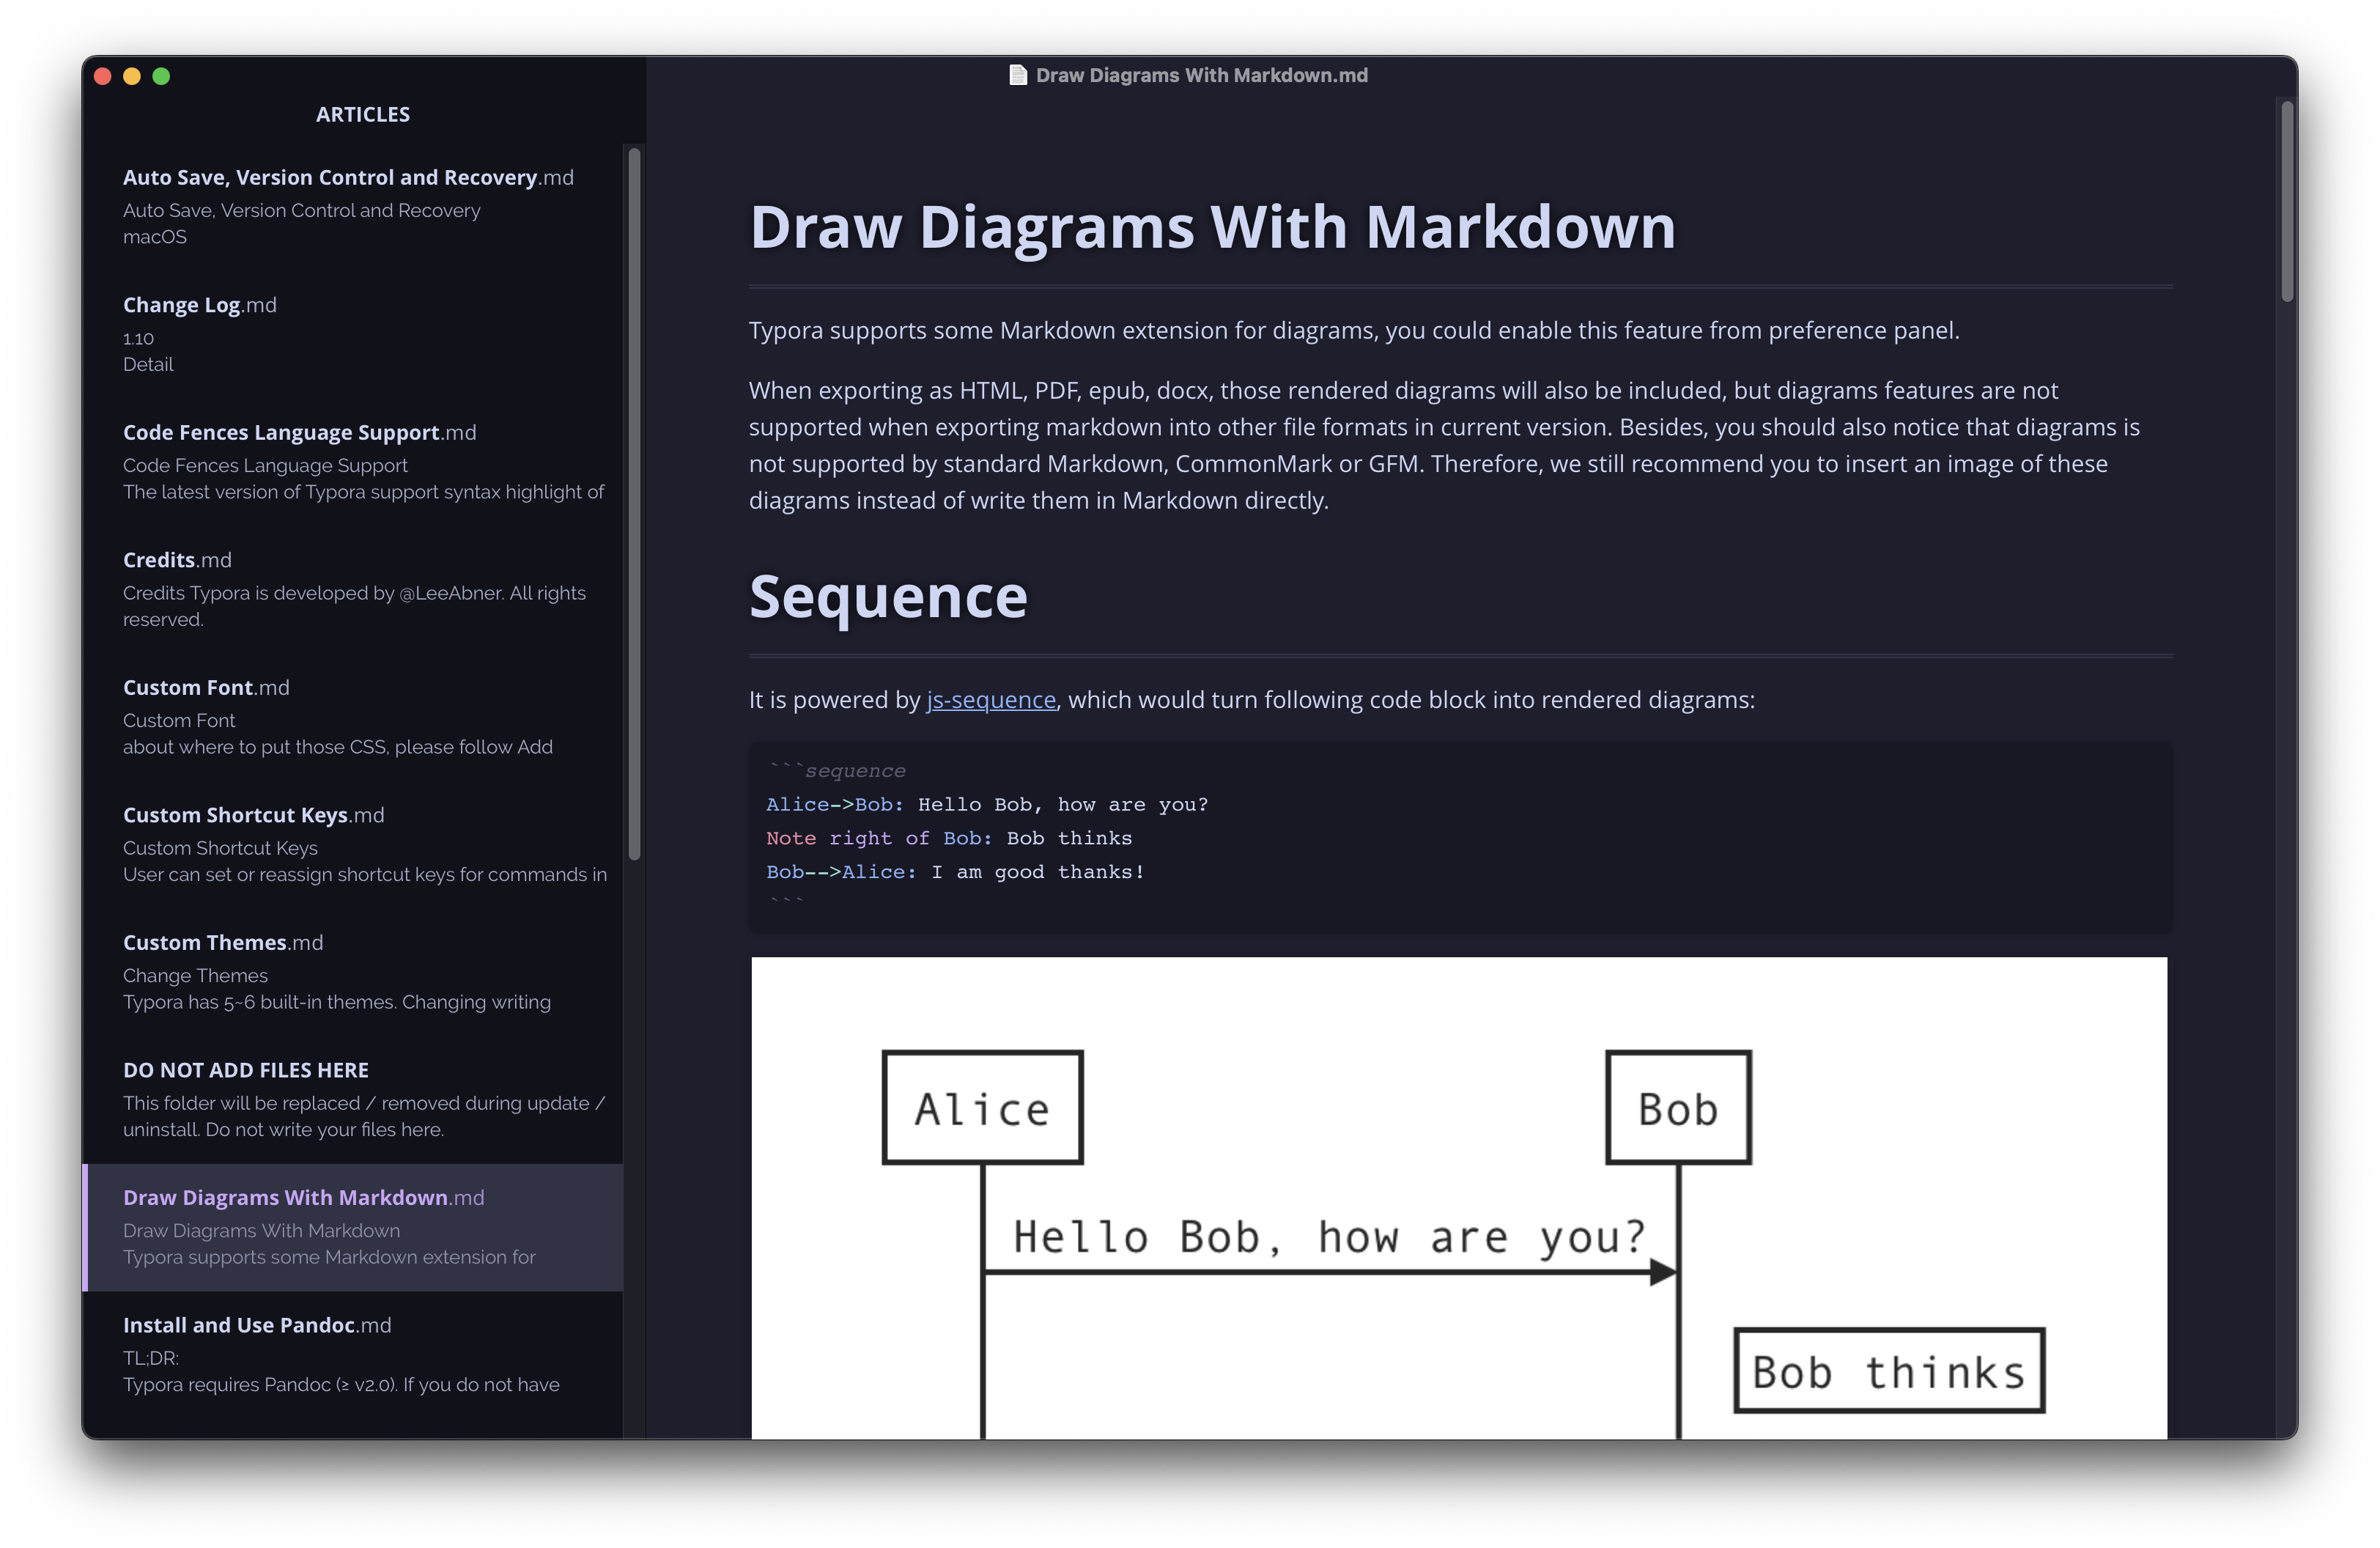 Draw Diagrams With Markdown.md
ARTICLES
Auto Save, Version Control and Recovery.md
Auto Save, Version Control and Recovery
macOS
Change Log.md
1.10
Detail
Code Fences Language Support.md
Code Fences Language Support
The latest version of Typora support syntax highlight of
Credits.md
Credits Typora is developed by @LeeAbner. All rights
reserved.
Custom Font.md
Custom Font
about where to put those CSS, please follow Add
Custom Shortcut Keys.md
Custom Shortcut Keys
User can set or reassign shortcut keys for commands in
Custom Themes.md
Change Themes
Typora has 5~6 built-in themes. Changing writing
DO NOT ADD FILES HERE
This folder will be replaced / removed during update /
uninstall. Do not write your files here.
Draw Diagrams With Markdown.md
Draw Diagrams With Markdown
Typora supports some Markdown extension for
Install and Use Pandoc.md
TL;DR:
Typora requires Pandoc (≥ v2.0). If you do not have
Draw Diagrams With Markdown
Typora supports some Markdown extension for diagrams, you could enable this feature from preference panel.
When exporting as HTML, PDF, epub, docx, those rendered diagrams will also be included, but diagrams features are not
supported when exporting markdown into other file formats in current version. Besides, you should also notice that diagrams is
not supported by standard Markdown, CommonMark or GFM. Therefore, we still recommend you to insert an image of these
diagrams instead of write them in Markdown directly.
Sequence
It is powered by js-sequence, which would turn following code block into rendered diagrams:
```sequence
Alice->Bob: Hello Bob, how are you?
Note right of Bob: Bob thinks
Bob-->Alice: I am good thanks!
```
Alice
Bob
Hello Bob, how are you?
Bob thinks